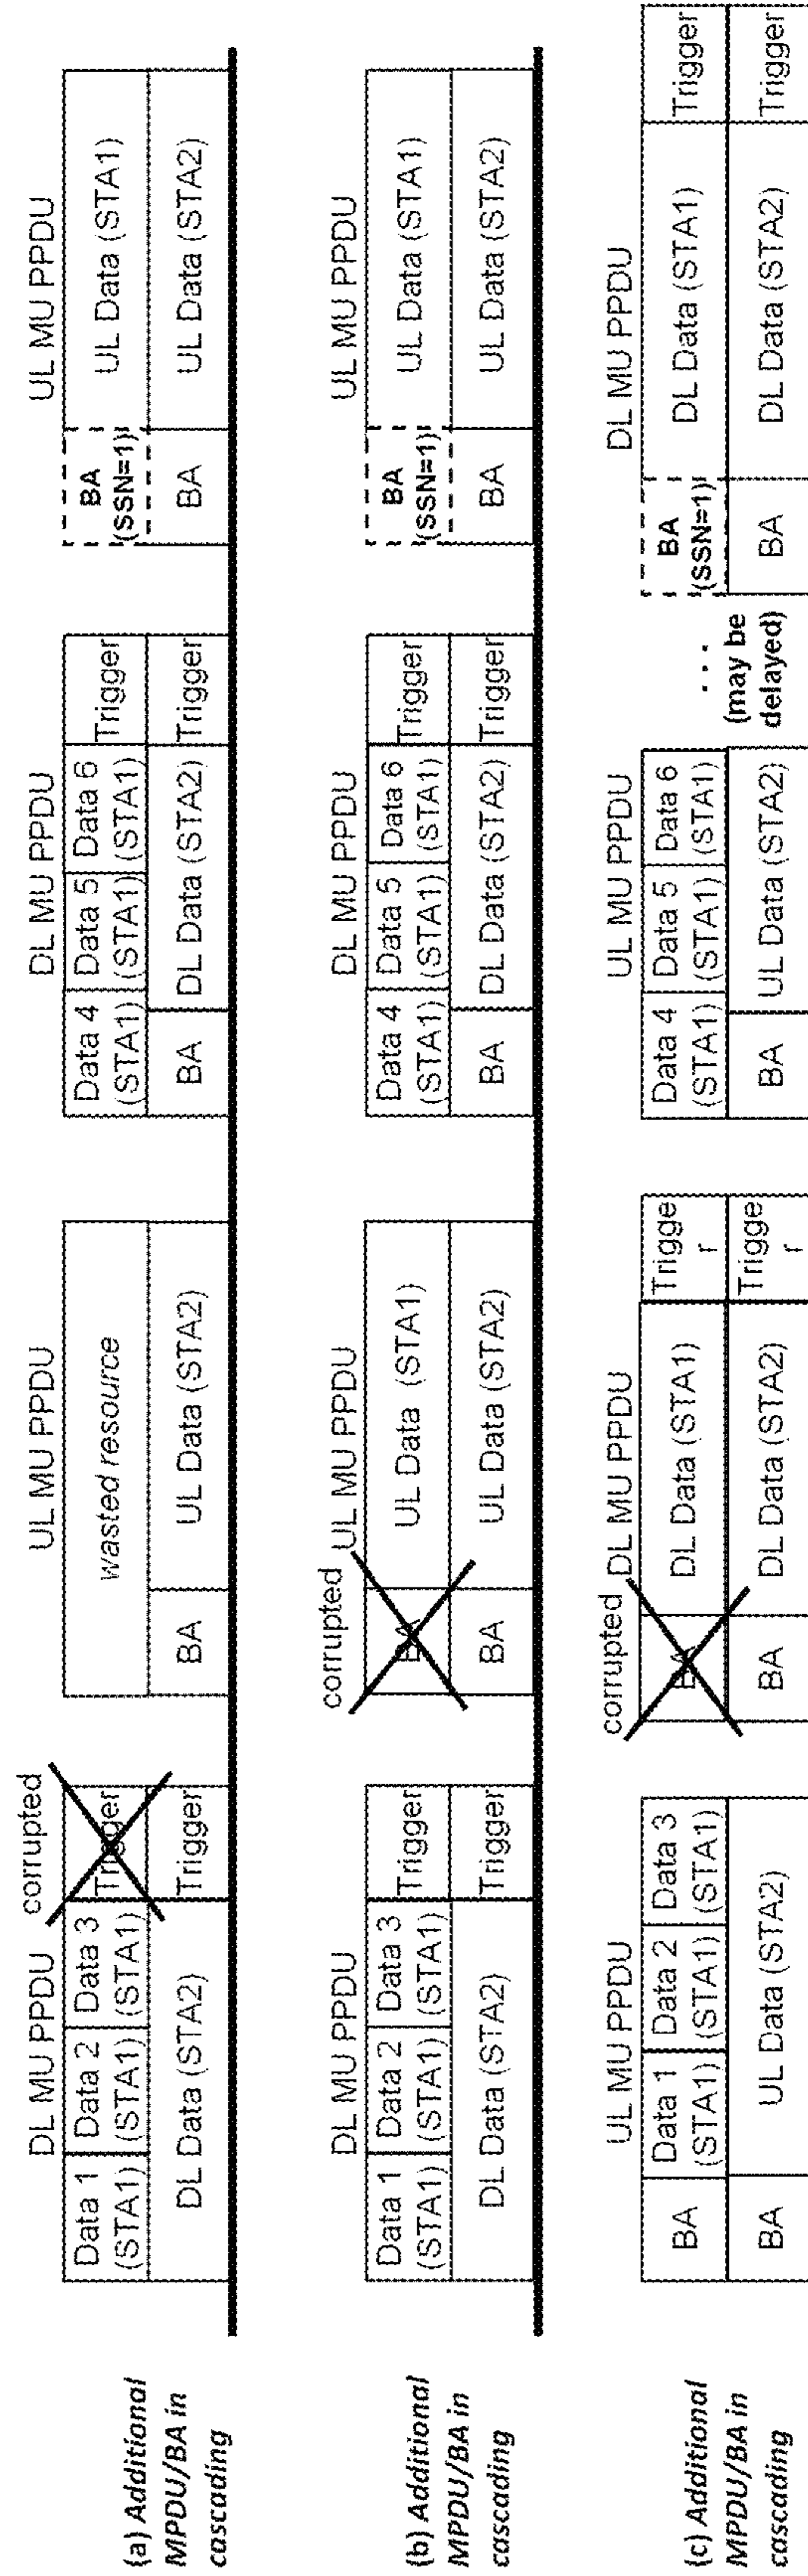 (a) Additional
MPDU/BA in
cascading
DL MU PPDU
corrupted
Data 1
(STA1)
Data 2
(STA1)
Data 3
(STA1)
Trigger
DL Data (STA2)
Trigger
UL MU PPDU
wasted resource
BA
UL Data (STA2)
DL MU PPDU
Data 4
(STA1)
Data 5
(STA1)
Data 6
(STA1)
Trigger
BA
DL Data (STA2)
Trigger
UL MU PPDU
BA
(SSN=1)
UL Data (STA1)
BA
UL Data (STA2)
(b) Additional
MPDU/BA in
cascading
DL MU PPDU
Data 1
(STA1)
Data 2
(STA1)
Data 3
(STA1)
Trigger
DL Data (STA2)
Trigger
corrupted
UL MU PPDU
BA
UL Data (STA1)
BA
UL Data (STA2)
DL MU PPDU
Data 4
(STA1)
Data 5
(STA1)
Data 6
(STA1)
Trigger
BA
DL Data (STA2)
Trigger
UL MU PPDU
BA
(SSN=1)
UL Data (STA1)
BA
UL Data (STA2)
(c) Additional
MPDU/BA in
cascading
UL MU PPDU
BA
Data 1
(STA1)
Data 2
(STA1)
Data 3
(STA1)
BA
UL Data (STA2)
corrupted
DL MU PPDU
BA
DL Data (STA1)
Trigge
r
BA
DL Data (STA2)
Trigge
r
UL MU PPDU
Data 4
(STA1)
Data 5
(STA1)
Data 6
(STA1)
BA
UL Data (STA2)
...
(may be
delayed)
DL MU PPDU
BA
(SSN=1)
DL Data (STA1)
Trigger
BA
DL Data (STA2)
Trigger